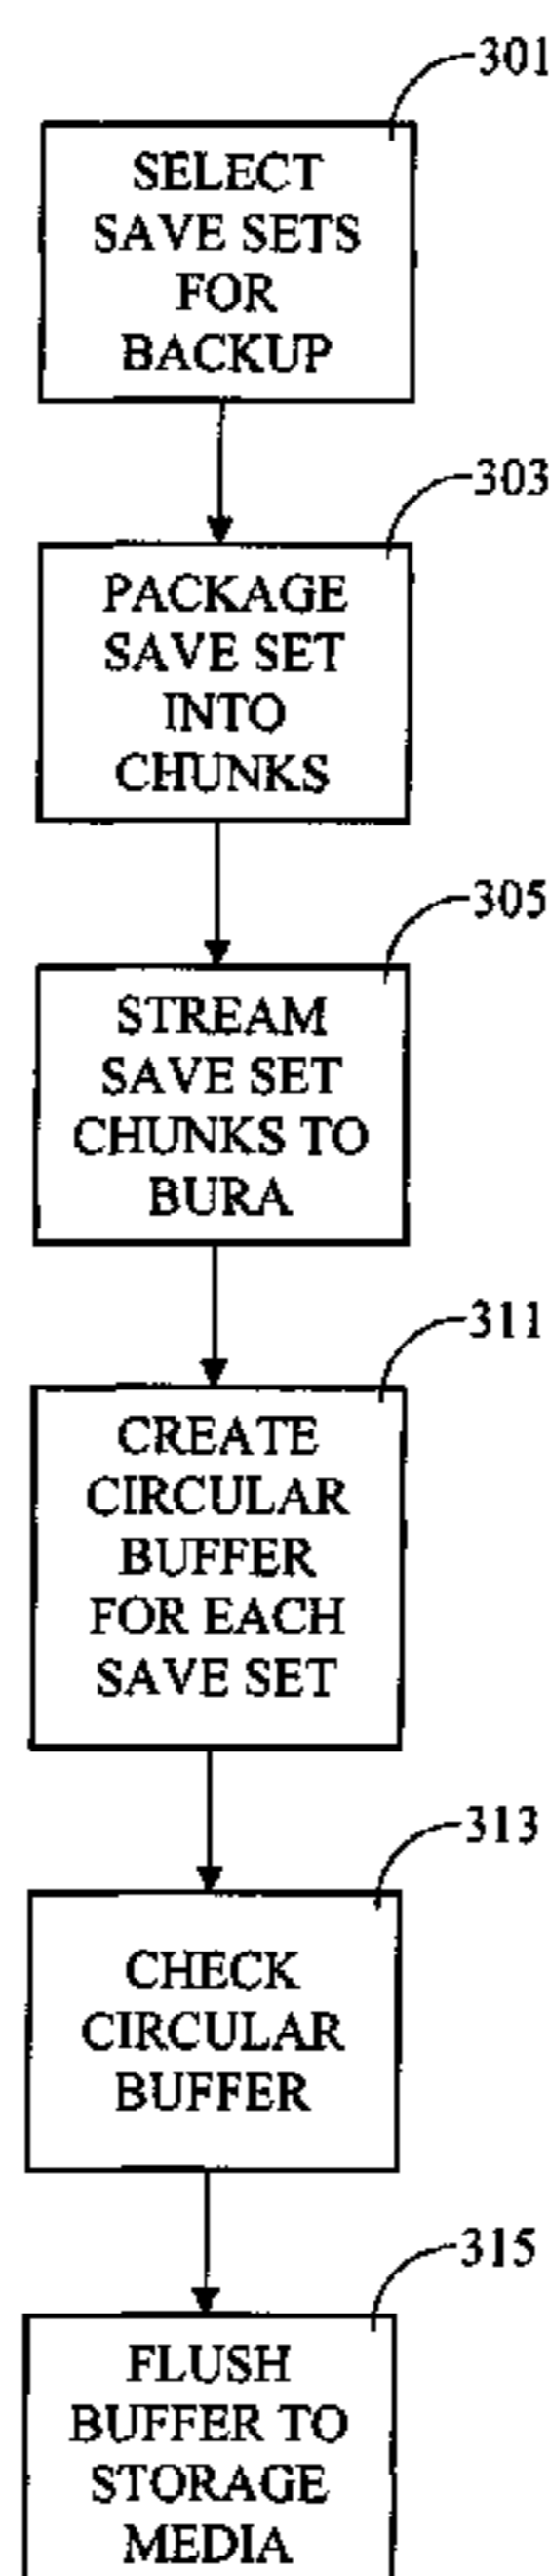 301
SELECT
SAVE SETS
FOR
BACKUP
303
PACKAGE
SAVE SET
INTO
CHUNKS
305
STREAM
SAVE SET
CHUNKS TO
BURA
311
CREATE
CIRCULAR
BUFFER
FOR EACH
SAVE SET
313
CHECK
CIRCULAR
BUFFER
315
FLUSH
BUFFER TO
STORAGE
MEDIA